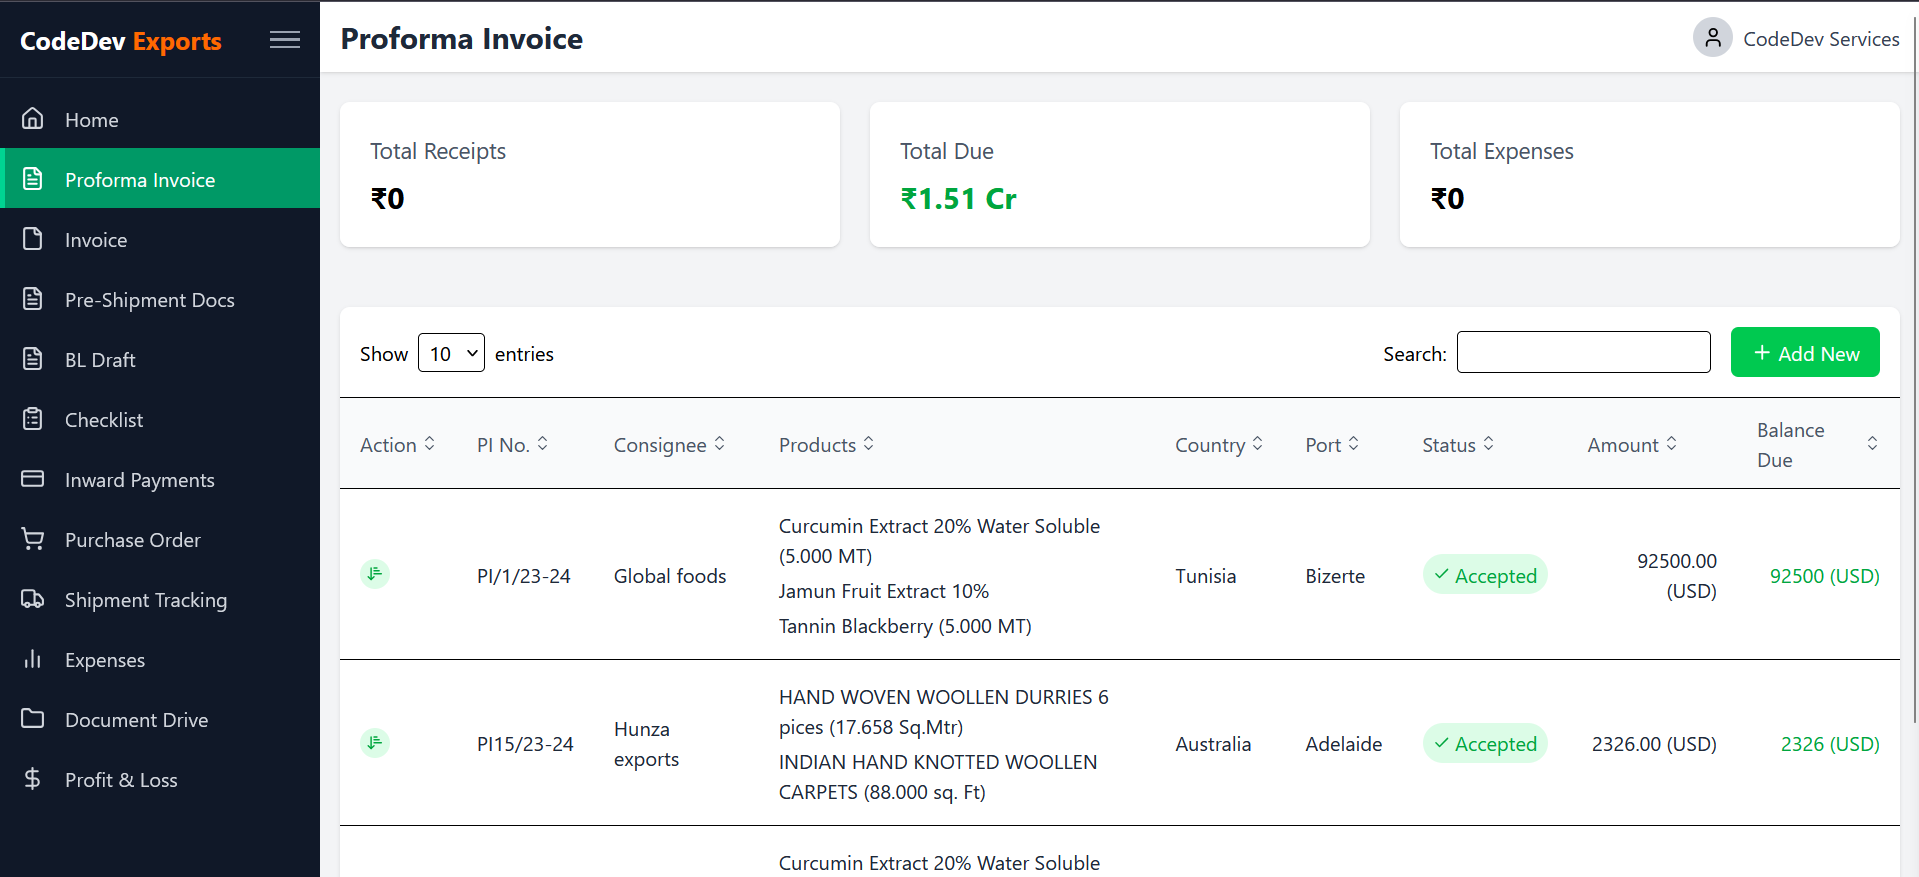 CodeDev Exports
Home
Proforma Invoice
Invoice
Pre-Shipment Docs
BL Draft
Checklist
Inward Payments
Purchase Order
Shipment Tracking
Expenses
Document Drive
Profit & Loss
Proforma Invoice
CodeDev Services
Total Receipts
₹0
Total Due
₹1.51 Cr
Total Expenses
₹0
Show 10 entries
Search:
+ Add New
Action PI No. Consignee Products Country Port Status Amount Balance
Due
PI/1/23-24
Global foods
Curcumin Extract 20% Water Soluble
(5.000 MT)
Jamun Fruit Extract 10%
Tannin Blackberry (5.000 MT)
Tunisia
Bizerte
Accepted
92500.00
(USD)
92500 (USD)
PI15/23-24
Hunza
exports
HAND WOVEN WOOLLEN DURRIES 6
pices (17.658 Sq.Mtr)
INDIAN HAND KNOTTED WOOLLEN
CARPETS (88.000 sq. Ft)
Australia
Adelaide
Accepted
2326.00 (USD)
2326 (USD)
Curcumin Extract 20% Water Soluble